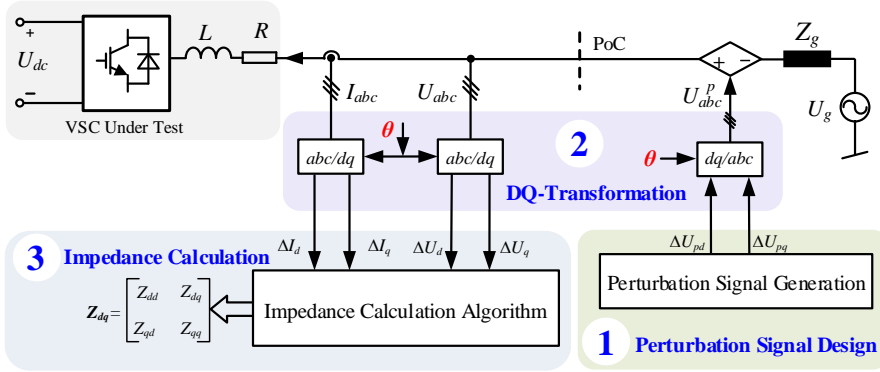 L
R
+
U_dc
−
VSC Under Test
I_abc
U_abc
PoC
+ −
Z_g
U^p_abc
U_g
θ
abc/dq
abc/dq
2
θ
dq/abc
DQ-Transformation
3 Impedance Calculation
ΔI_d
ΔI_q
ΔU_d
ΔU_q
ΔU_pd
ΔU_pq
Z_dq = [Z_dd Z_dq
Z_qd Z_qq]
Impedance Calculation Algorithm
Perturbation Signal Generation
1 Perturbation Signal Design